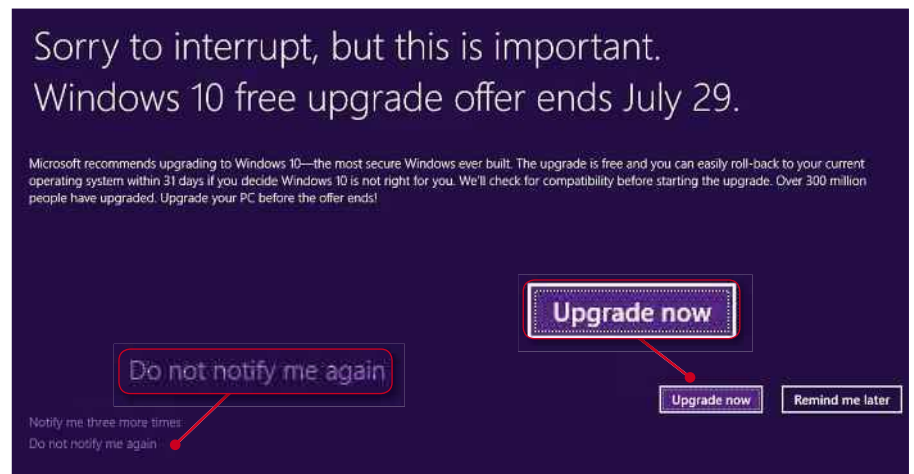 Sorry to interrupt, but this is important.
Windows 10 free upgrade offer ends July 29.
Microsoft recommends upgrading to Windows 10—the most secure Windows ever built. The upgrade is free and you can easily roll-back to your current
operating system within 31 days if you decide Windows 10 is not right for you. We'll check for compatibility before starting the upgrade. Over 300 million
people have upgraded. Upgrade your PC before the offer ends!
Upgrade now
Do not notify me again
Upgrade now
Remind me later
Notify me three more times
Do not notify me again